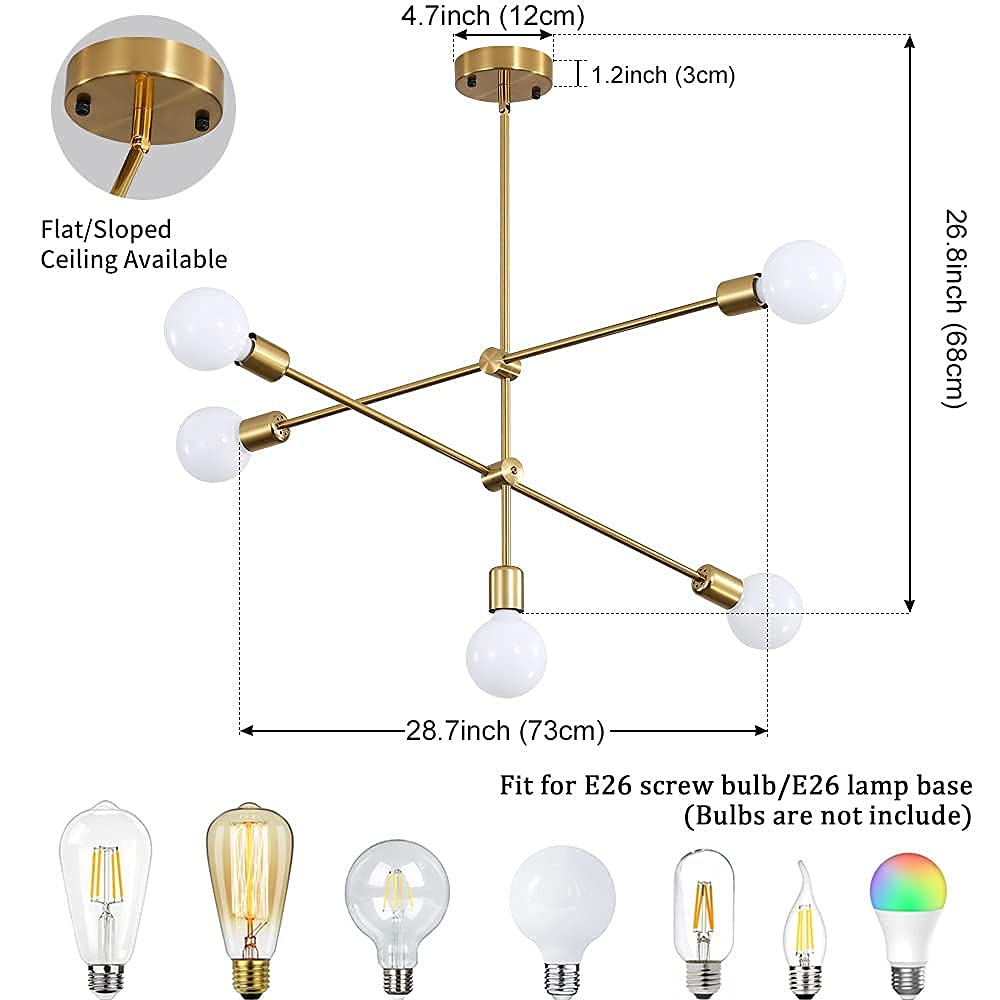 4.7inch (12cm)
1.2inch (3cm)
Flat/Sloped
Ceiling Available
26.8inch (68cm)
28.7inch (73cm)
Fit for E26 screw bulb/E26 lamp base
(Bulbs are not include)